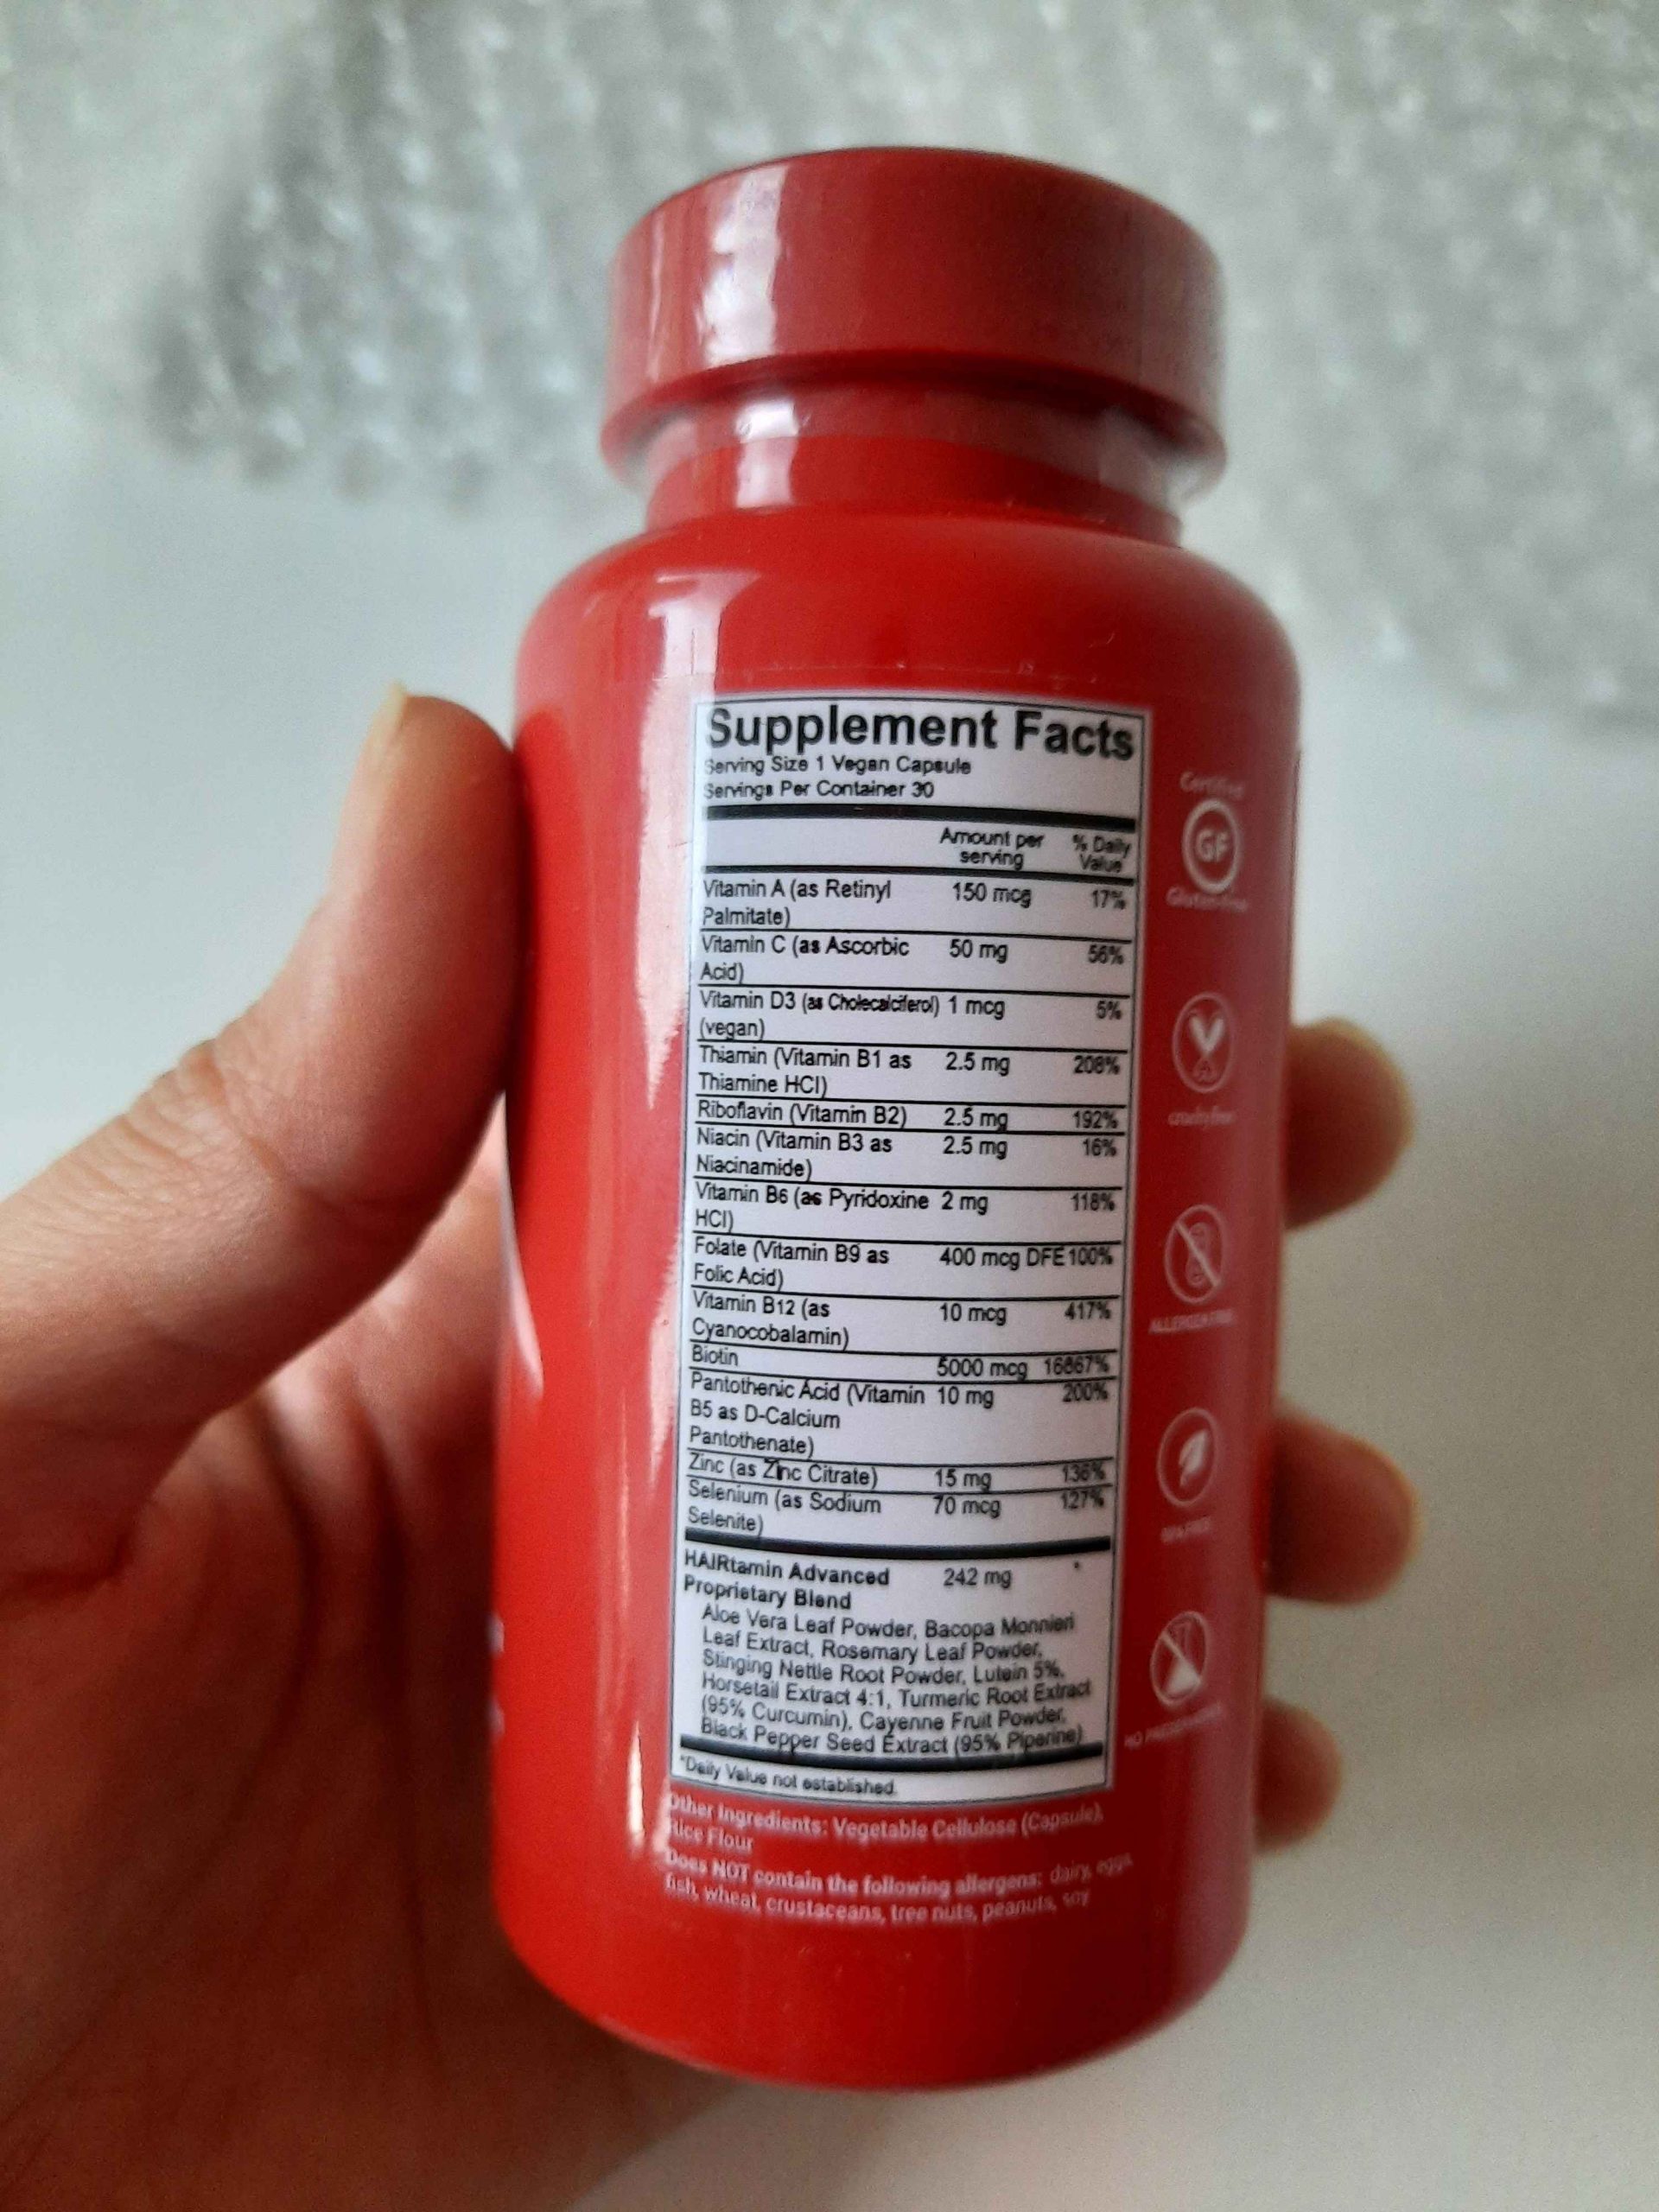 Supplement Facts
Serving Size 1 Vegan Capsule
Servings Per Container 30
Amount per serving
% Daily Value
Vitamin A (as Retinyl 150 mcg 17%
Palmitate)
Vitamin C (as Ascorbic 50 mg 56%
Acid)
Vitamin D3 (as Cholecalciferol) 1 mcg 5%
(vegan)
Thiamin (Vitamin B1 as 2.5 mg 208%
Thiamine HCl)
Riboflavin (Vitamin B2) 2.5 mg 192%
Niacin (Vitamin B3 as 2.5 mg 16%
Niacinamide)
Vitamin B6 (as Pyridoxine 2 mg 118%
HCl)
Folate (Vitamin B9 as 400 mcg DFE 100%
Folic Acid)
Vitamin B12 (as 10 mcg 417%
Cyanocobalamin)
Biotin 5000 mcg 16667%
Pantothenic Acid (Vitamin 10 mg 200%
B5 as D-Calcium
Pantothenate)
Zinc (as Zinc Citrate) 15 mg 136%
Selenium (as Sodium 70 mcg 127%
Selenite)
HAIRtamin Advanced 242 mg *
Proprietary Blend
Aloe Vera Leaf Powder, Bacopa Monnieri
Leaf Extract, Rosemary Leaf Powder,
Stinging Nettle Root Powder, Lutein 5%,
Horsetail Extract 4:1, Turmeric Root Extract
(95% Curcumin), Cayenne Fruit Powder,
Black Pepper Seed Extract (95% Piperine)
*Daily Value not established.
Other Ingredients: Vegetable Cellulose (Capsule),
Rice Flour
Does NOT contain the following allergens: dairy, eggs,
fish, wheat, crustaceans, tree nuts, peanuts, soy
Certified
GF
Gluten-free
cruelty free
ALLERGEN FREE
NO